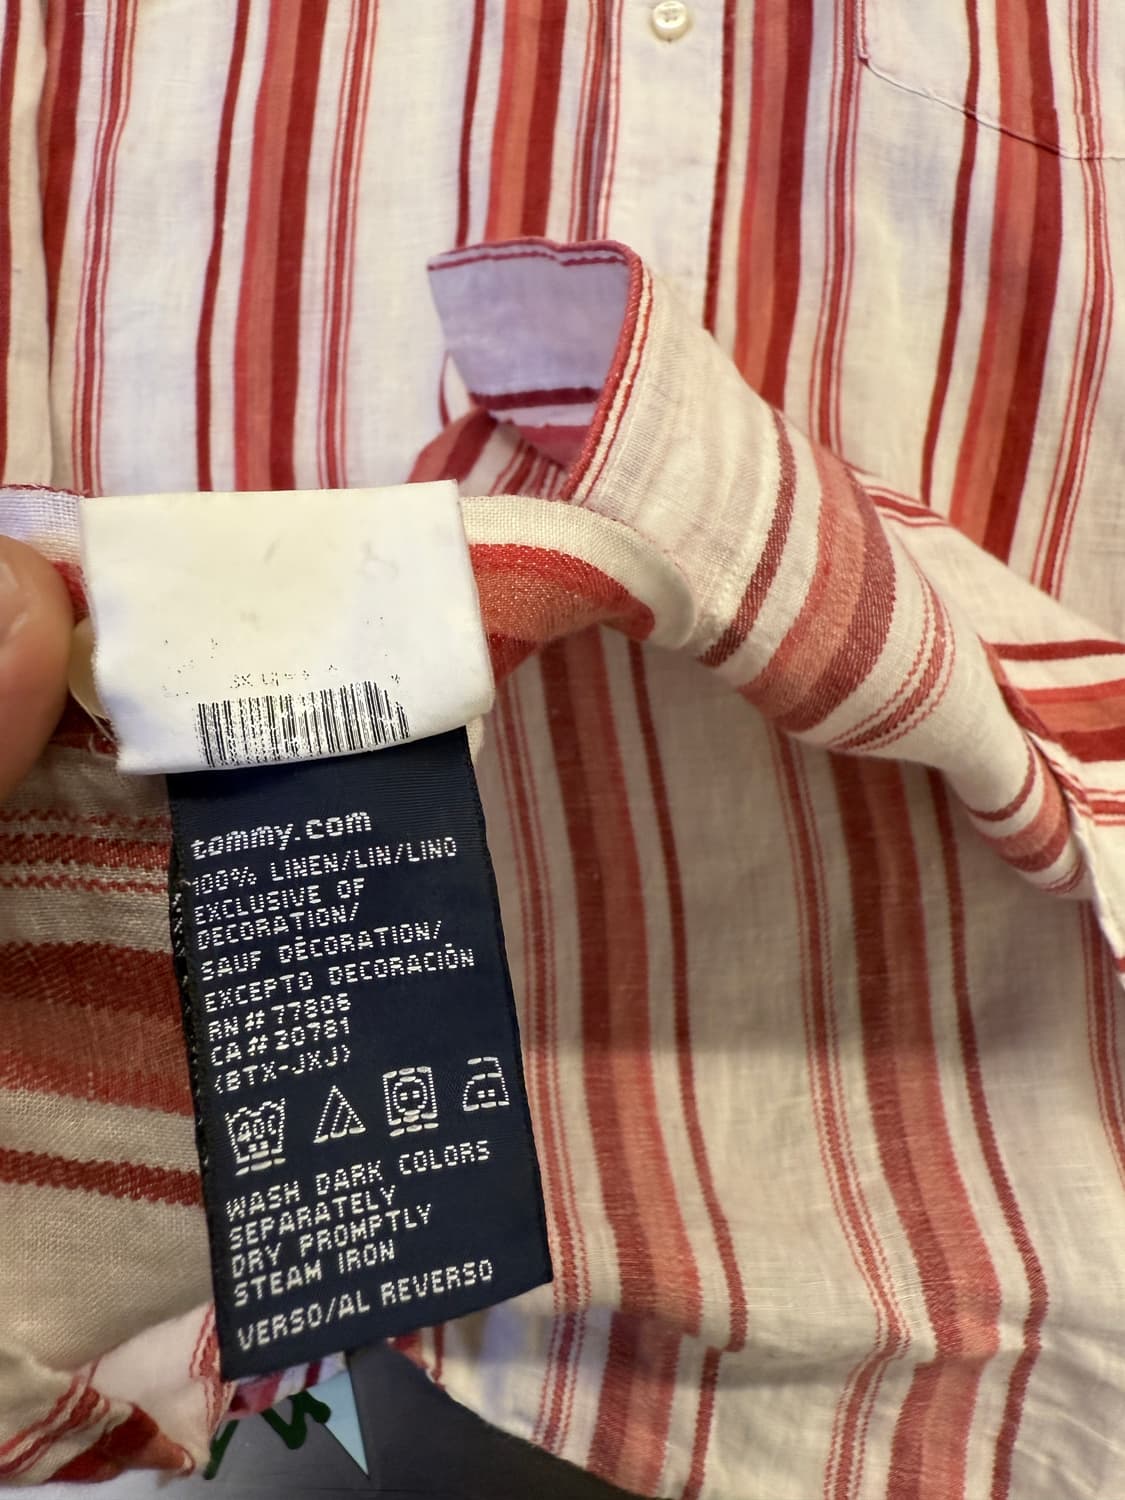 tommy.com
100% LINEN/LIN/LINO
EXCLUSIVE OF
DECORATION/
SAUF DÉCORATION/
EXCEPTO DECORACIÓN
RN# 77806
CA# 20781
(BTX-JXJ)
40C
WASH DARK COLORS
SEPARATELY
DRY PROMPTLY
STEAM IRON
VERSO/AL REVERSO